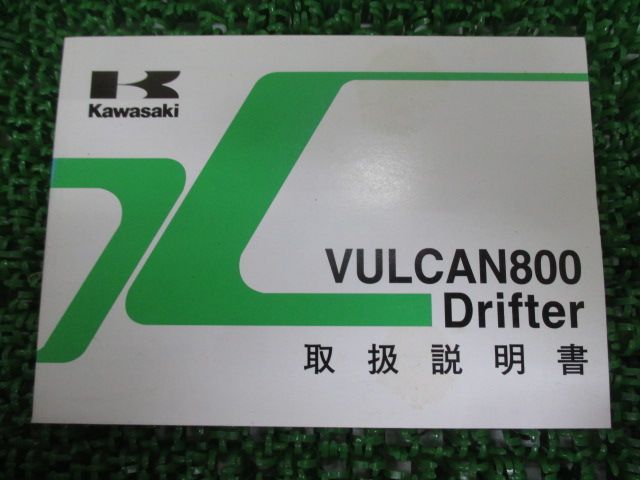 Kawasaki
VULCAN800
Drifter
取扱説明書